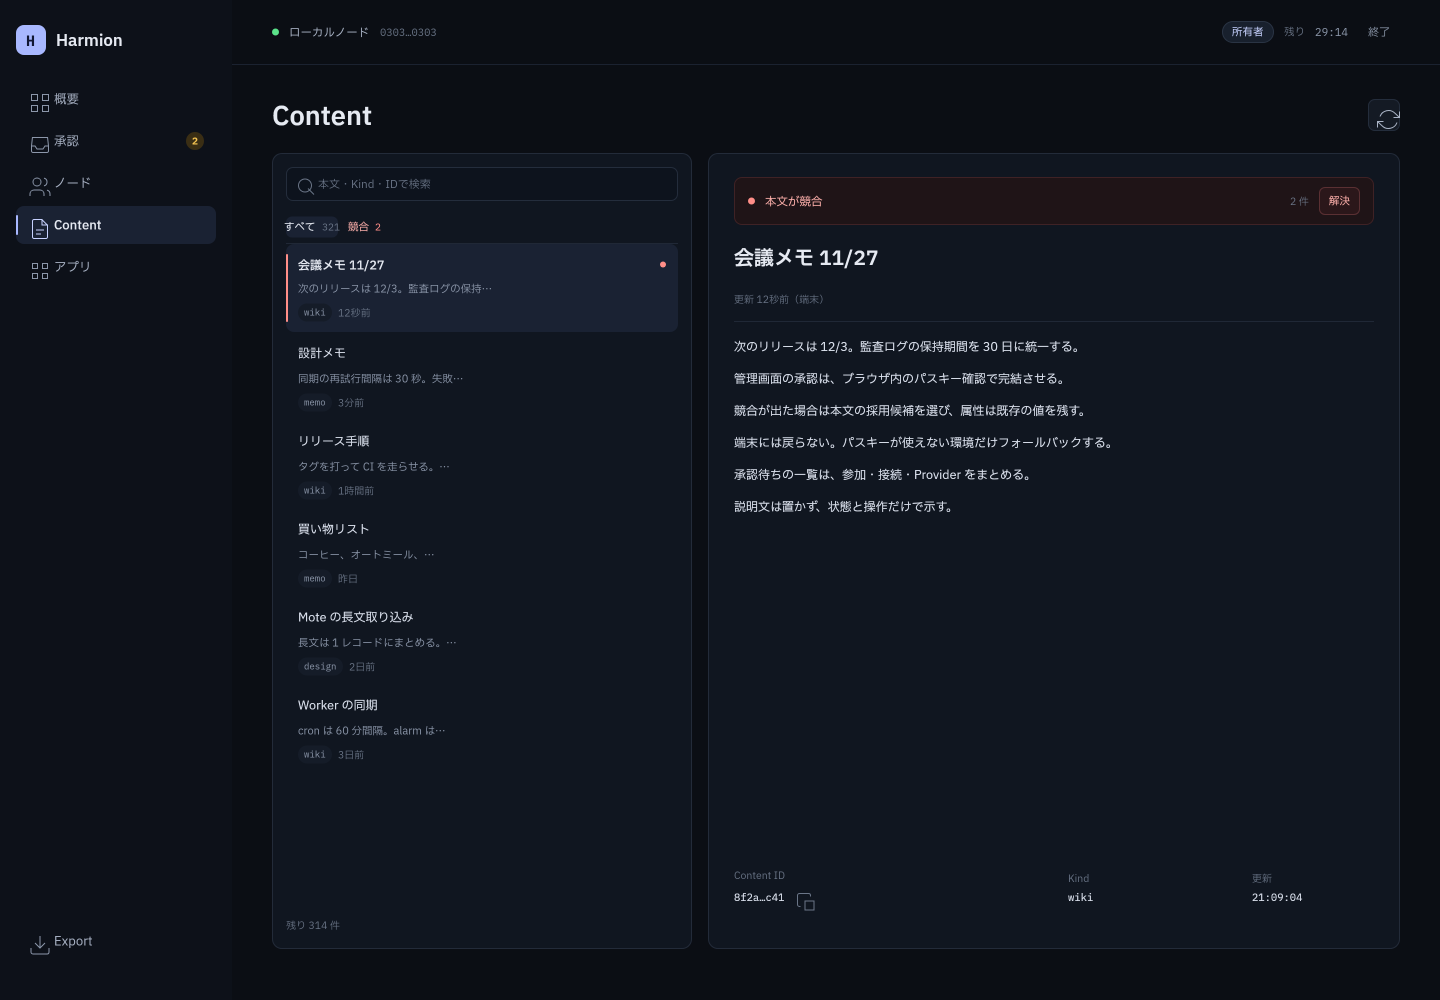 H Harmion
概要
承認 2
ノード
Content
アプリ
Export
ローカルノード 0303…0303
所有者 残り 29:14 終了
Content
本文・Kind・IDで検索
すべて 321 競合 2
会議メモ 11/27
次のリリースは 12/3。監査ログの保持…
wiki 12秒前
設計メモ
同期の再試行間隔は 30 秒。失敗…
memo 3分前
リリース手順
タグを打って CI を走らせる。…
wiki 1時間前
買い物リスト
コーヒー、オートミール、…
memo 昨日
Mote の長文取り込み
長文は 1 レコードにまとめる。…
design 2日前
Worker の同期
cron は 60 分間隔。alarm は…
wiki 3日前
残り 314 件
本文が競合 2 件 解決
会議メモ 11/27
更新 12秒前（端末）
次のリリースは 12/3。監査ログの保持期間を 30 日に統一する。
管理画面の承認は、ブラウザ内のパスキー確認で完結させる。
競合が出た場合は本文の採用候補を選び、属性は既存の値を残す。
端末には戻らない。パスキーが使えない環境だけフォールバックする。
承認待ちの一覧は、参加・接続・Provider をまとめる。
説明文は置かず、状態と操作だけで示す。
Content ID Kind 更新
8f2a…c41 wiki 21:09:04